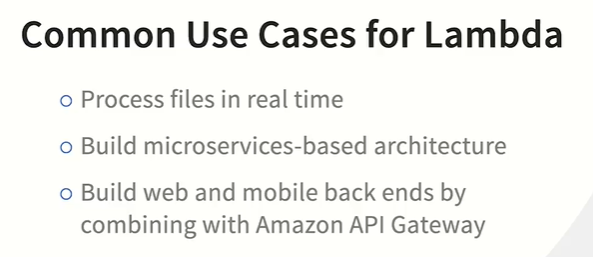 Common Use Cases for Lambda
Process files in real time
Build microservices-based architecture
Build web and mobile back ends by
combining with Amazon API Gateway